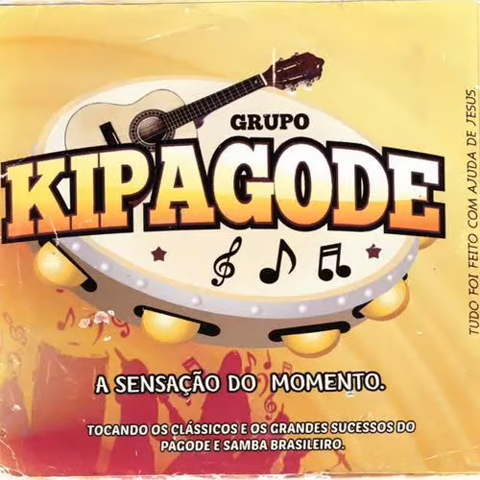 GRUPO
KIPAGODE
A SENSAÇÃO DO MOMENTO.
TOCANDO OS CLÁSSICOS E OS GRANDES SUCESSOS DO
PAGODE E SAMBA BRASILEIRO.
TUDO FOI FEITO COM AJUDA DE JESUS